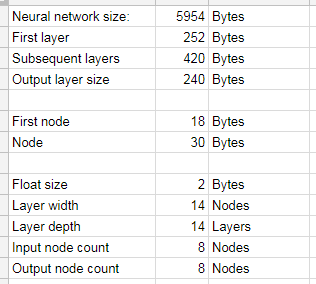 Neural network size: 5954 Bytes
First layer 252 Bytes
Subsequent layers 420 Bytes
Output layer size 240 Bytes
First node 18 Bytes
Node 30 Bytes
Float size 2 Bytes
Layer width 14 Nodes
Layer depth 14 Layers
Input node count 8 Nodes
Output node count 8 Nodes